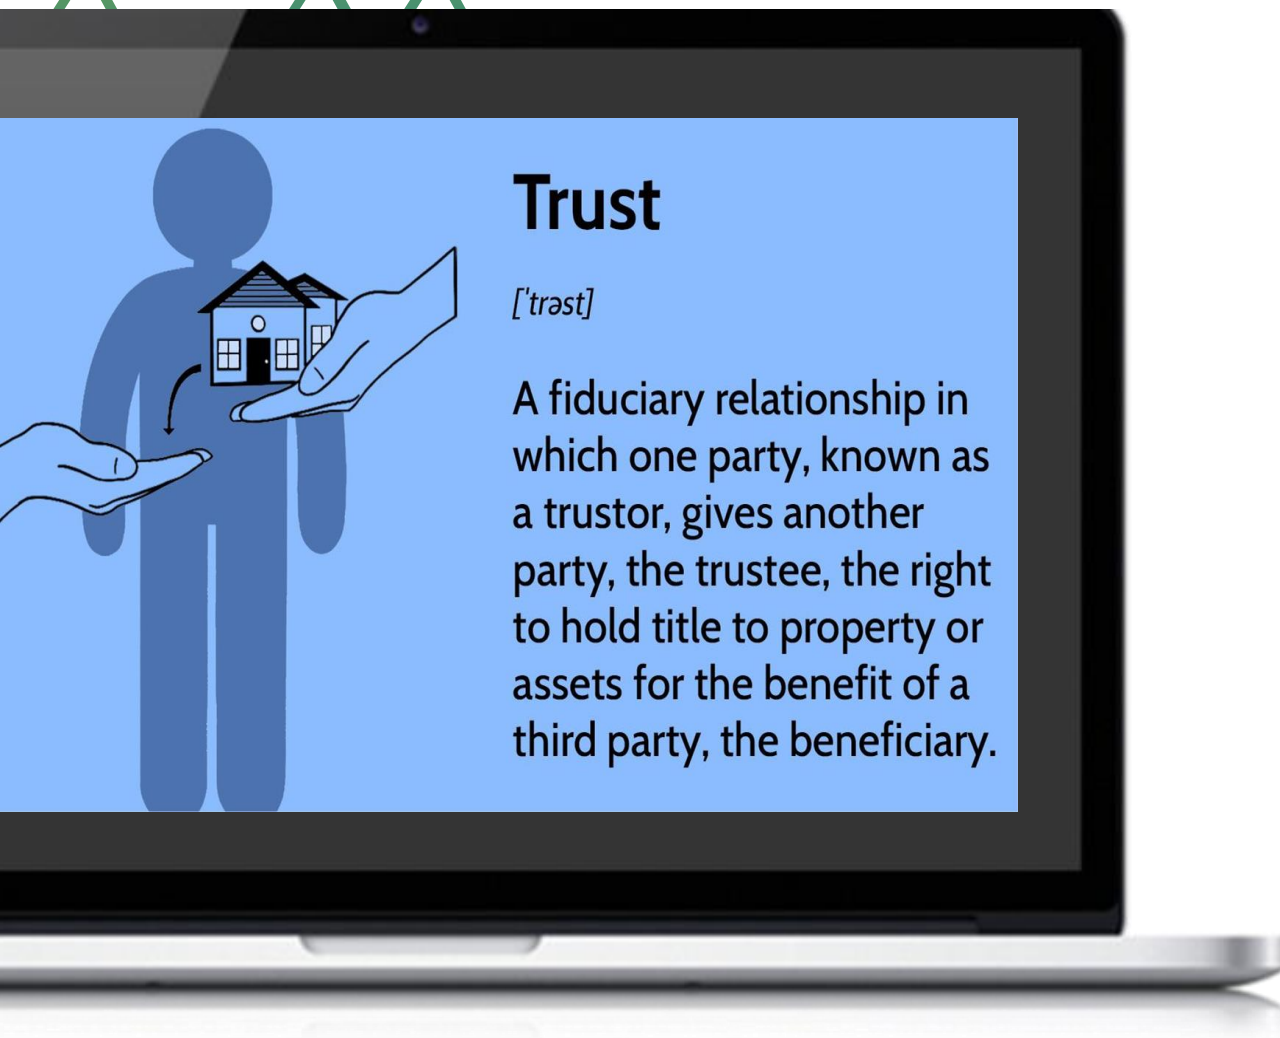 Trust
['trəst]
A fiduciary relationship in
which one party, known as
a trustor, gives another
party, the trustee, the right
to hold title to property or
assets for the benefit of a
third party, the beneficiary.